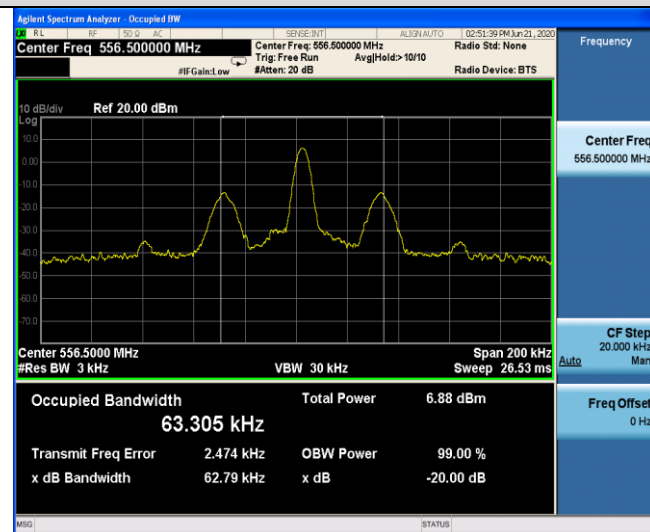 Agilent Spectrum Analyzer - Occupied BW
LXI RL RF 50 Ω AC SENSE:INT ALIGN AUTO 02:51:39 PM Jun 21, 2020
Center Freq 556.500000 MHz
#IFGain:Low
Center Freq: 556.500000 MHz
Trig: Free Run Avg|Hold:>10/10
#Atten: 20 dB
Radio Std: None
Radio Device: BTS
10 dB/div Ref 20.00 dBm
Log
10.0
0.00
-10.0
-20.0
-30.0
-40.0
-50.0
-60.0
-70.0
Center 556.5000 MHz Span 200 kHz
#Res BW 3 kHz VBW 30 kHz Sweep 26.53 ms
Occupied Bandwidth Total Power 6.88 dBm
63.305 kHz
Transmit Freq Error 2.474 kHz OBW Power 99.00 %
x dB Bandwidth 62.79 kHz x dB -20.00 dB
MSG STATUS
Frequency
Center Freq
556.500000 MHz
CF Step
20.000 kHz
Auto Man
Freq Offset
0 Hz